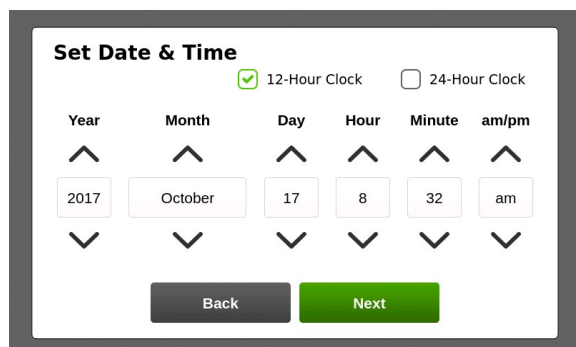 Set Date & Time
12-Hour Clock 24-Hour Clock
Year Month Day Hour Minute am/pm
2017 October 17 8 32 am
Back Next